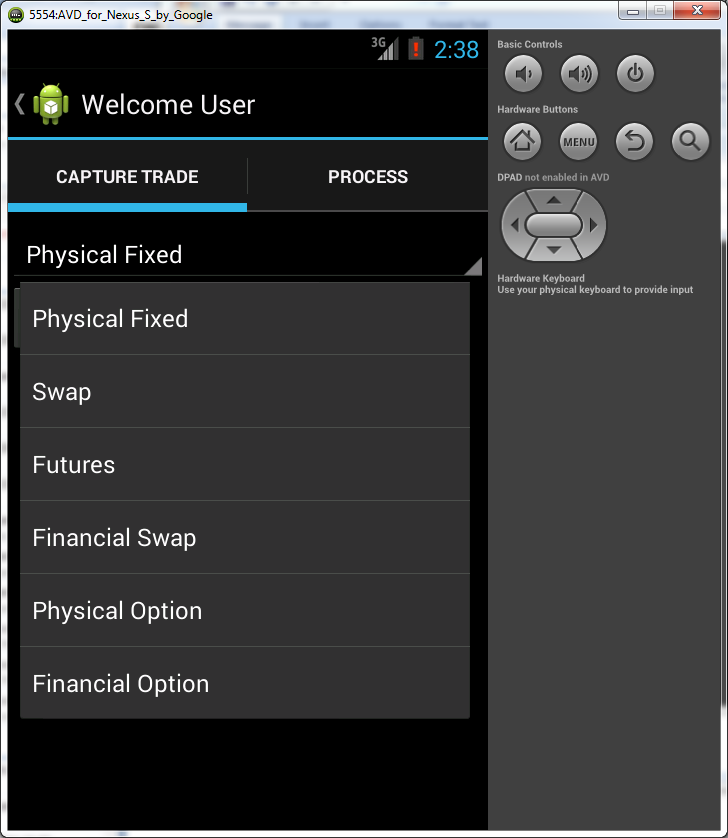 5554:AVD_for_Nexus_S_by_Google
3G 2:38
Welcome User
CAPTURE TRADE PROCESS
Physical Fixed
Physical Fixed
Swap
Futures
Financial Swap
Physical Option
Financial Option
Basic Controls
Hardware Buttons
MENU
DPAD not enabled in AVD
Hardware Keyboard
Use your physical keyboard to provide input